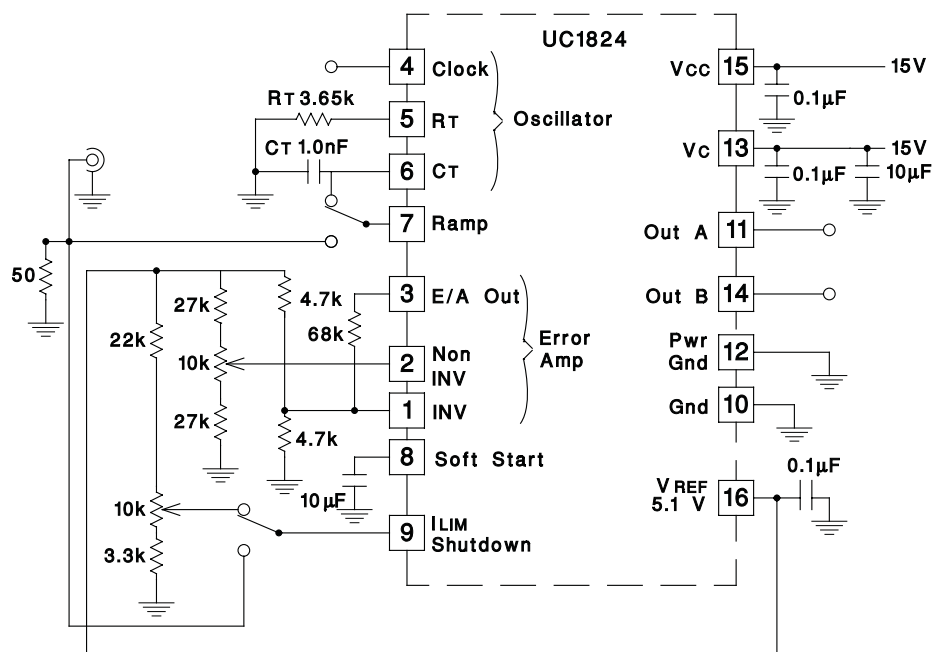 UC1824
4 Clock
RT 3.65k
5 RT
Oscillator
CT 1.0nF
6 CT
7 Ramp
50
3 E/A Out
4.7k
27k
68k
22k
Error
Amp
10k
2 Non
INV
27k
1 INV
4.7k
8 Soft Start
10µF
10k
9 ILIM
Shutdown
3.3k
VCC 15
15V
0.1µF
VC 13
15V
0.1µF
10µF
Out A 11
Out B 14
Pwr
Gnd 12
Gnd 10
0.1µF
VREF
5.1 V 16